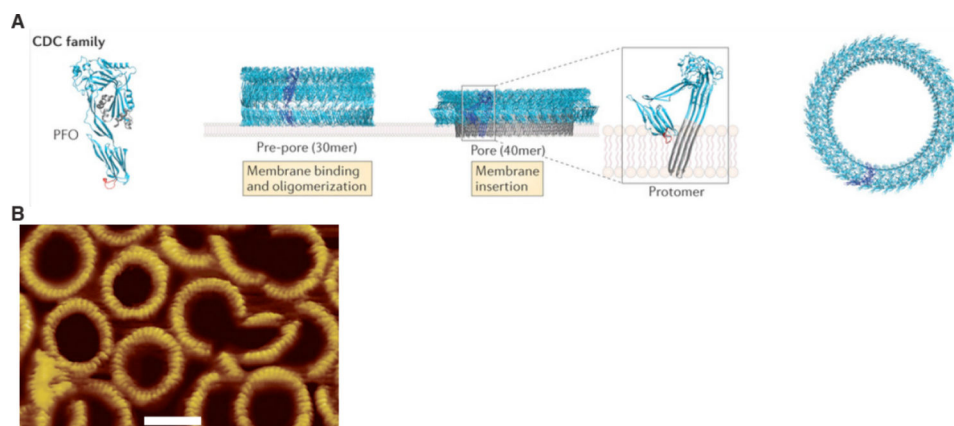 A
CDC family
PFO
Pre-pore (30mer)
Membrane binding
and oligomerization
Pore (40mer)
Membrane
insertion
Protomer
B